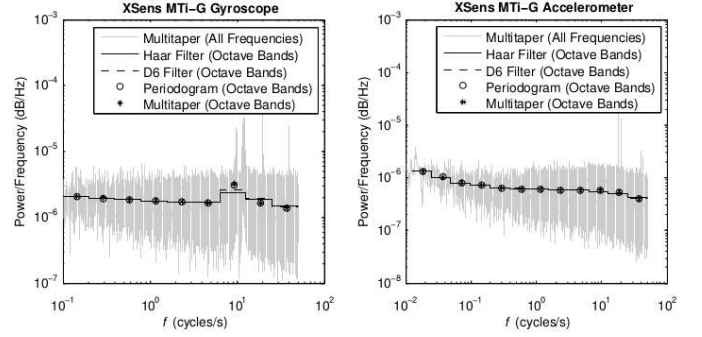 XSens MTi-G Gyroscope
Multitaper (All Frequencies)
Haar Filter (Octave Bands)
D6 Filter (Octave Bands)
Periodogram (Octave Bands)
Multitaper (Octave Bands)
Power/Frequency (dB/Hz)
10^-3
10^-4
10^-5
10^-6
10^-7
10^-1
10^0
10^1
10^2
f (cycles/s)
XSens MTi-G Accelerometer
Multitaper (All Frequencies)
Haar Filter (Octave Bands)
D6 Filter (Octave Bands)
Periodogram (Octave Bands)
Multitaper (Octave Bands)
Power/Frequency (dB/Hz)
10^-3
10^-4
10^-5
10^-6
10^-7
10^-8
10^-2
10^-1
10^0
10^1
10^2
f (cycles/s)